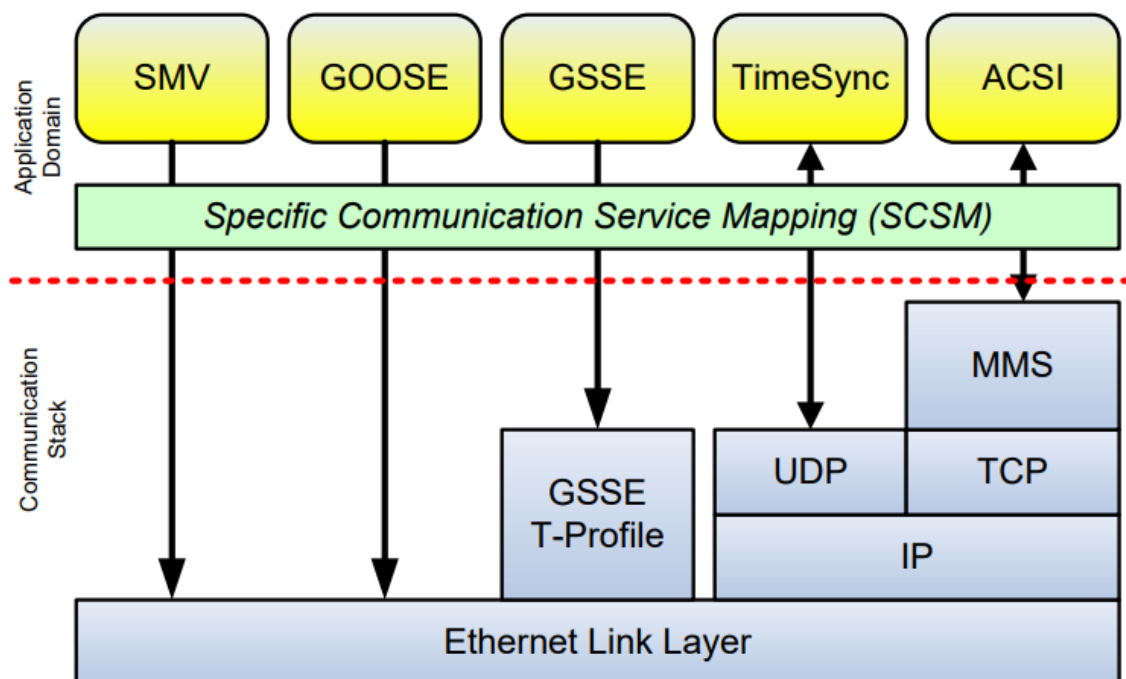 SMV
GOOSE
GSSE
TimeSync
ACSI
Application
Domain
Specific Communication Service Mapping (SCSM)
Communication
Stack
MMS
GSSE
T-Profile
UDP
TCP
IP
Ethernet Link Layer